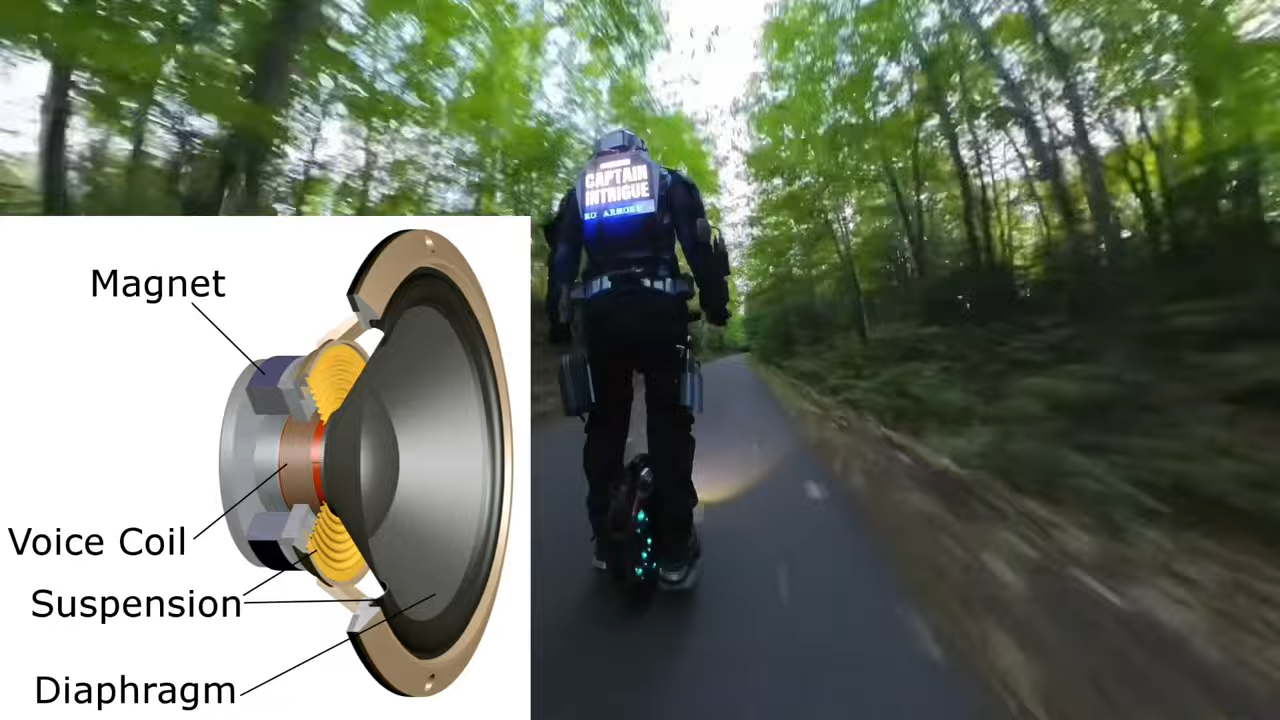 CAPTAIN
INTRIGUE
Magnet
Voice Coil
Suspension
Diaphragm